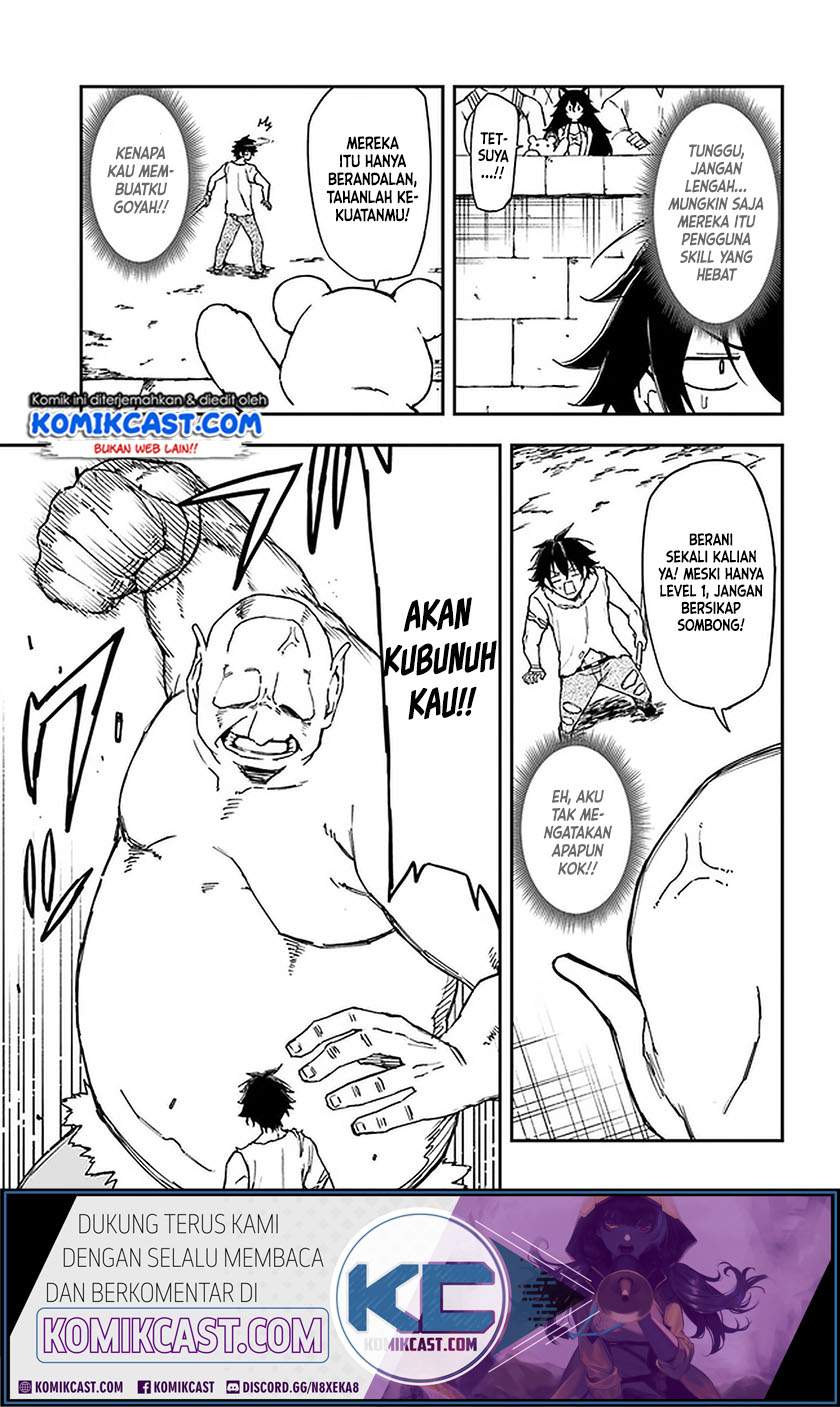 TUNGGU,
JANGAN
LENGAH...
MUNGKIN SAJA
MEREKA ITU
PENGGUNA
SKILL YANG
HEBAT
TET-
SUYA
....!!
MEREKA
ITU HANYA
BERANDALAN,
TAHANLAH KE-
KUATANMU!
KENAPA
KAU MEM-
BUATKU
GOYAH!!
Komik ini diterjemahkan & diedit oleh
KOMIKCAST.COM
BUKAN WEB LAIN!!
BERANI
SEKALI KALIAN
YA! MESKI HANYA
LEVEL 1, JANGAN
BERSIKAP
SOMBONG!
EH, AKU
TAK ME-
NGATAKAN
APAPUN
KOK!!
AKAN
KUBUNUH
KAU!!
DUKUNG TERUS KAMI
DENGAN SELALU MEMBACA
DAN BERKOMENTAR DI
KOMIKCAST.COM
KC
KOMIKCAST.COM
KOMIKCAST.COM
KOMIKCAST
DISCORD.GG/N8XEKA8